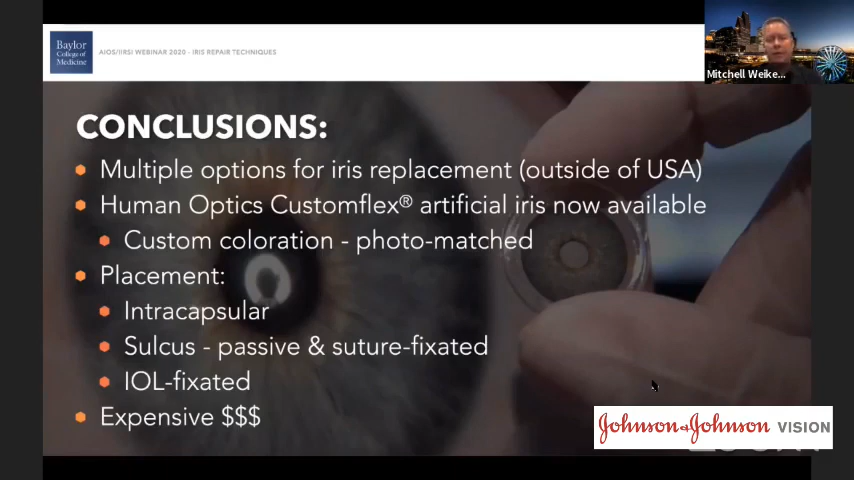 Baylor
College of
Medicine
AIOS/IIRSI WEBINAR 2020 - IRIS REPAIR TECHNIQUES
Mitchell Weike...
CONCLUSIONS:
Multiple options for iris replacement (outside of USA)
Human Optics Customflex® artificial iris now available
Custom coloration - photo-matched
Placement:
Intracapsular
Sulcus - passive & suture-fixated
IOL-fixated
Expensive $$$
Johnson & Johnson VISION